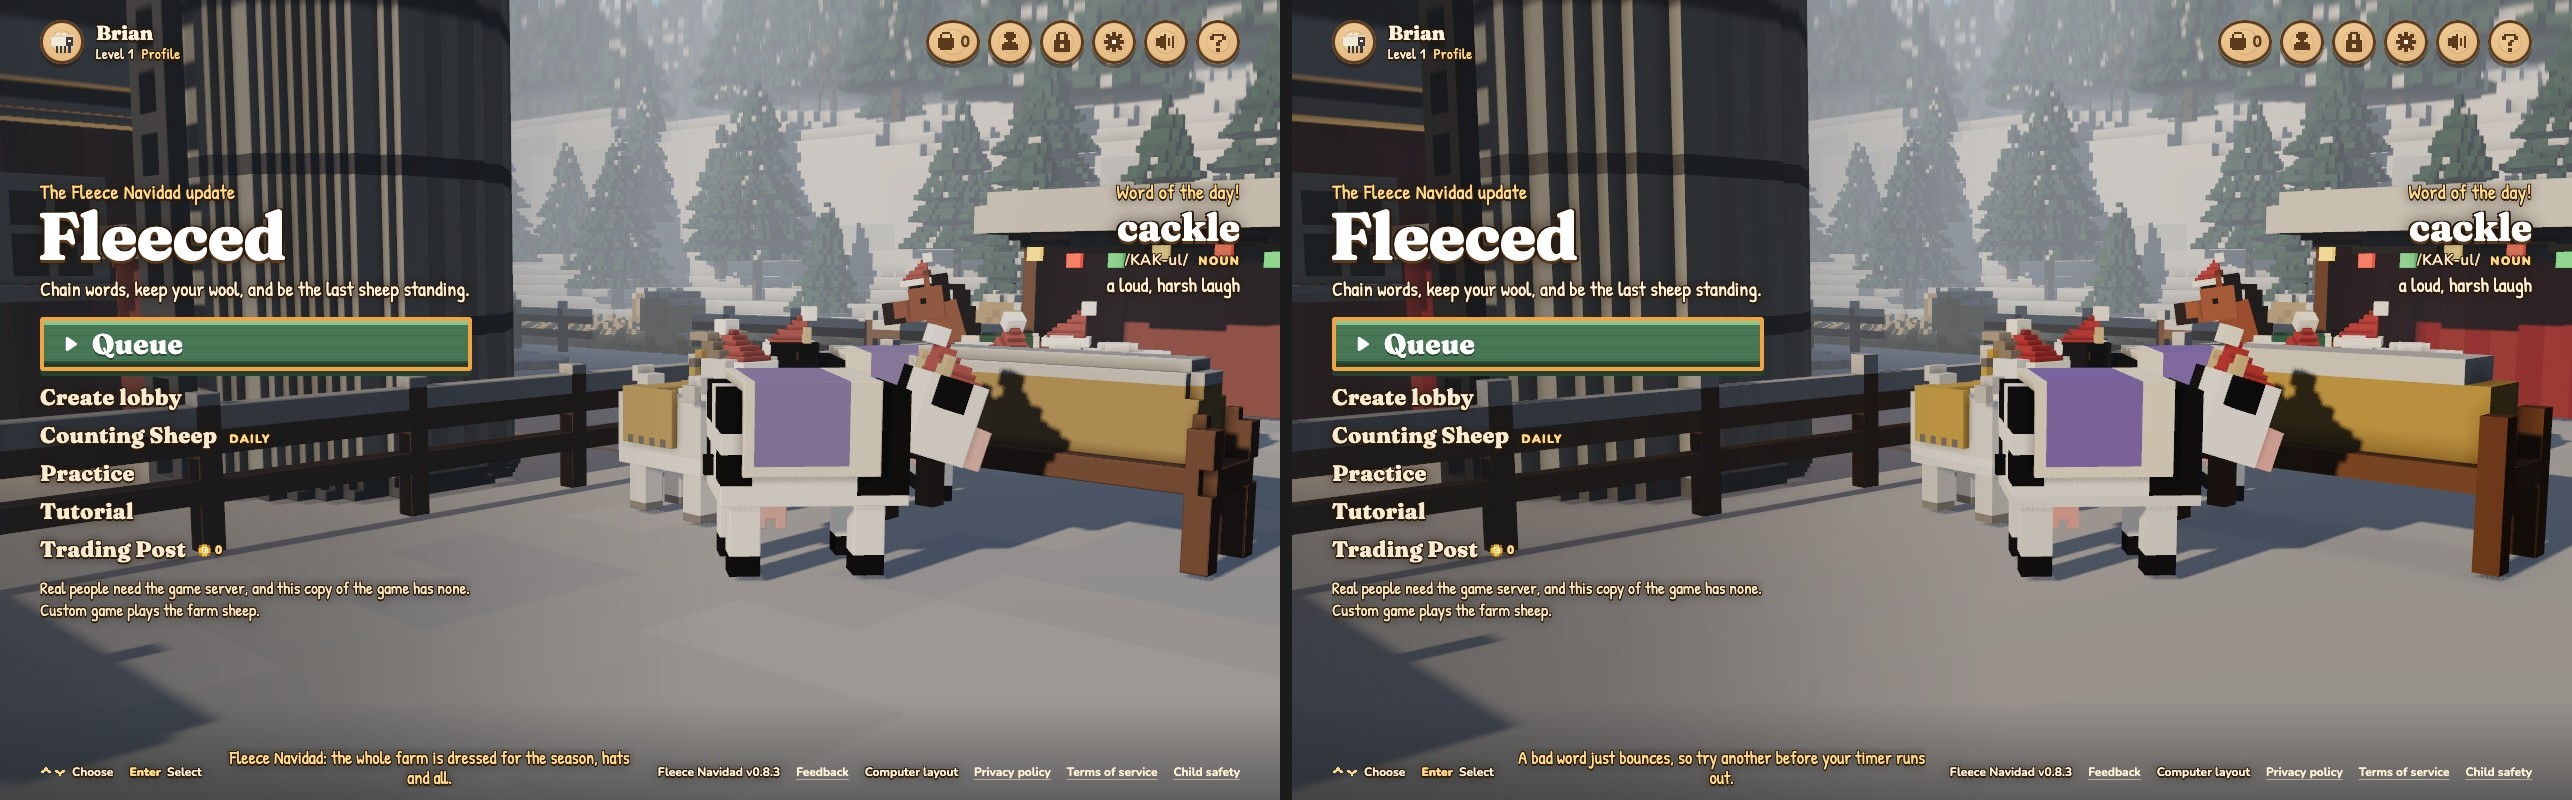 Brian
Level 1 Profile
0
The Fleece Navidad update
Fleeced
Chain words, keep your wool, and be the last sheep standing.
Queue
Create lobby
Counting Sheep DAILY
Practice
Tutorial
Trading Post 0
Real people need the game server, and this copy of the game has none.
Custom game plays the farm sheep.
Word of the day!
cackle
/KAK-ul/ NOUN
a loud, harsh laugh
Choose Enter Select
Fleece Navidad: the whole farm is dressed for the season, hats
and all.
Fleece Navidad v0.8.3 Feedback Computer layout Privacy policy Terms of service Child safety
Brian
Level 1 Profile
0
The Fleece Navidad update
Fleeced
Chain words, keep your wool, and be the last sheep standing.
Queue
Create lobby
Counting Sheep DAILY
Practice
Tutorial
Trading Post 0
Real people need the game server, and this copy of the game has none.
Custom game plays the farm sheep.
Word of the day!
cackle
/KAK-ul/ NOUN
a loud, harsh laugh
Choose Enter Select
A bad word just bounces, so try another before your timer runs
out.
Fleece Navidad v0.8.3 Feedback Computer layout Privacy policy Terms of service Child safety